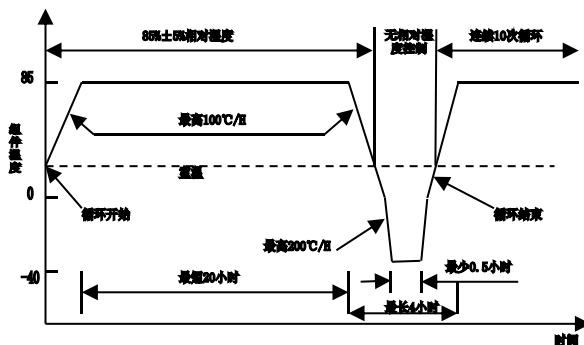 85%±5%相对湿度
无相对湿
度控制
连续10次循环
85
最高100℃/H
组件温度
室温
0
循环开始
循环结束
最高200℃/H
最少0.5小时
-40
最短20小时
最长4小时
时间